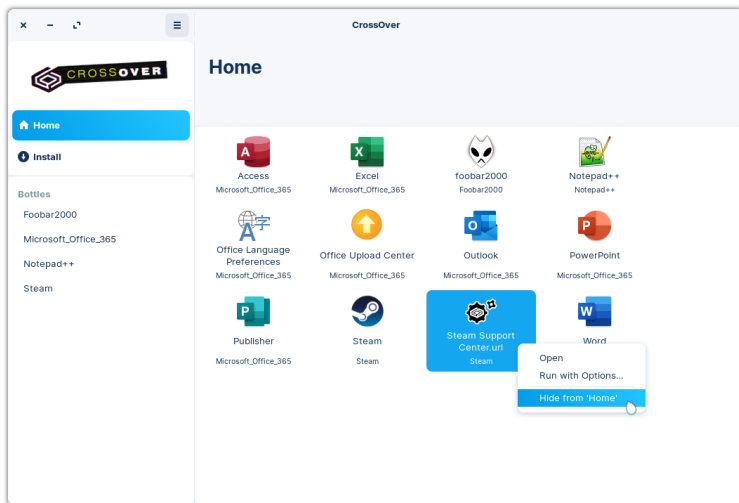 CrossOver
CROSSOVER
Home
Home
Install
Bottles
Foobar2000
Microsoft_Office_365
Notepad++
Steam
Access
Microsoft_Office_365
Excel
Microsoft_Office_365
foobar2000
Foobar2000
Notepad++
Notepad++
Office Language
Preferences
Microsoft_Office_365
Office Upload Center
Microsoft_Office_365
Outlook
Microsoft_Office_365
PowerPoint
Microsoft_Office_365
Publisher
Microsoft_Office_365
Steam
Steam
Steam Support
Center.url
Steam
Word
Open
Run with Options...
Hide from 'Home'